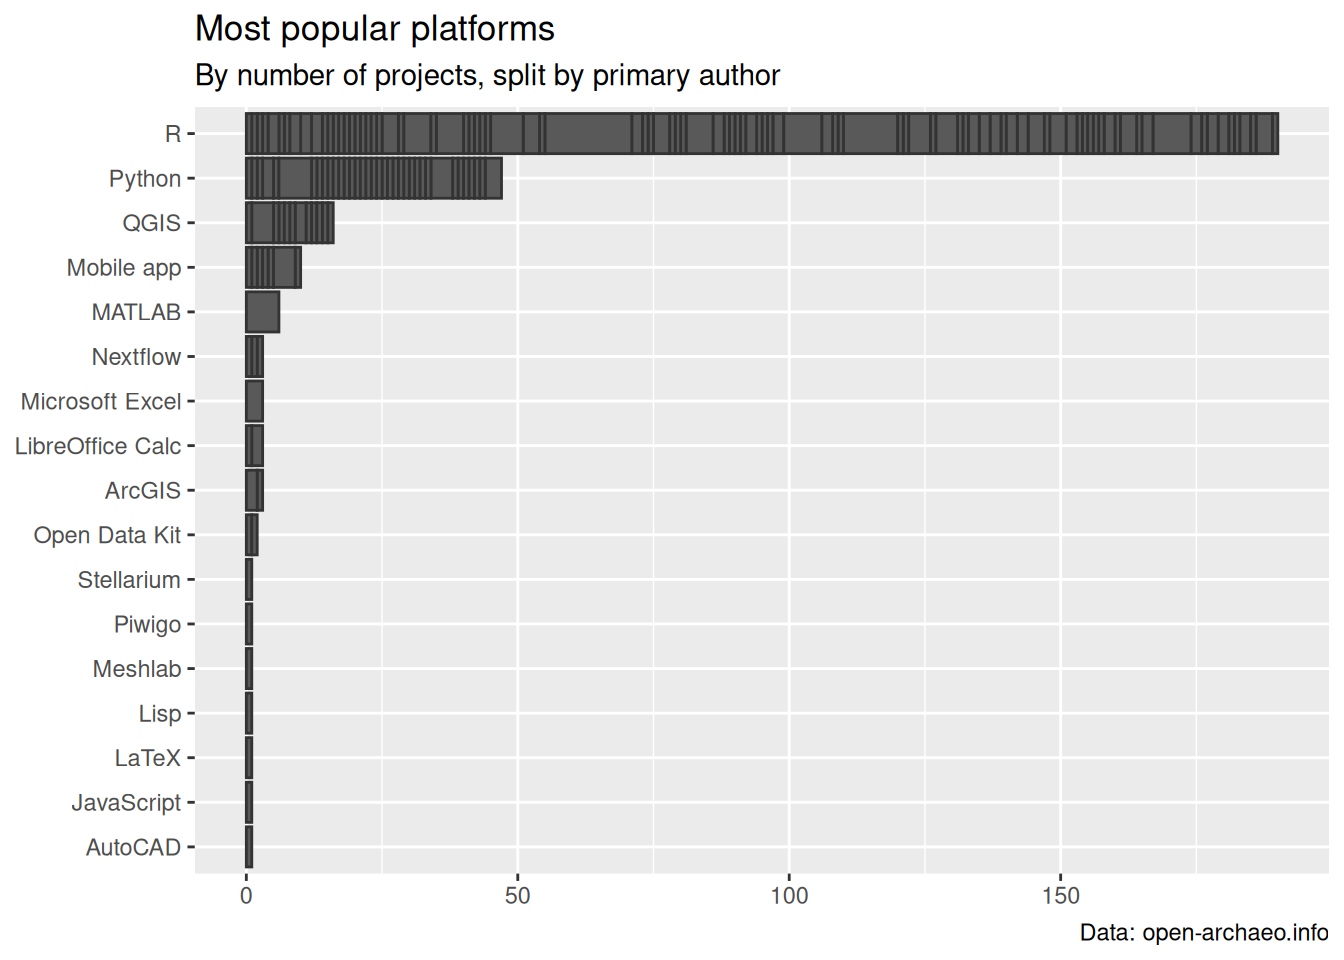 Most popular platforms
By number of projects, split by primary author
R
Python
QGIS
Mobile app
MATLAB
Nextflow
Microsoft Excel
LibreOffice Calc
ArcGIS
Open Data Kit
Stellarium
Piwigo
Meshlab
Lisp
LaTeX
JavaScript
AutoCAD
0 50 100 150
Data: open-archaeo.info